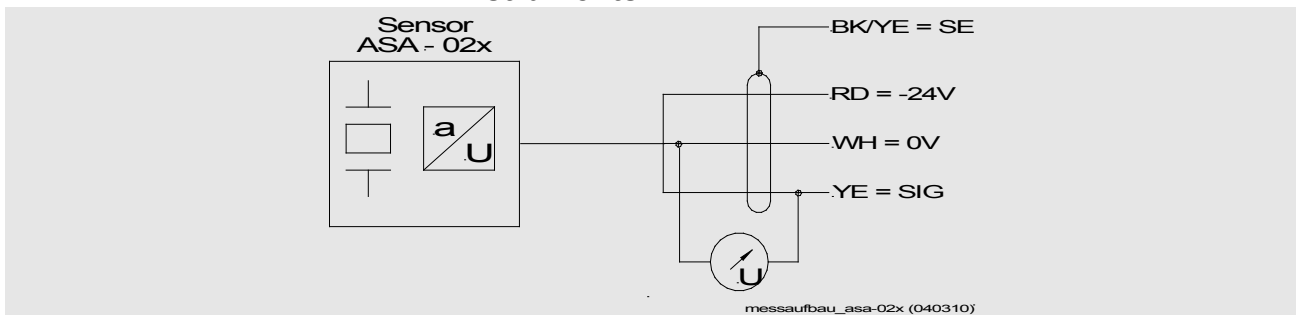 Sensor
ASA - 02x
a
U
BK/YE = SE
RD = -24V
WH = 0V
YE = SIG
U
messaufbau_asa-02x (040310)